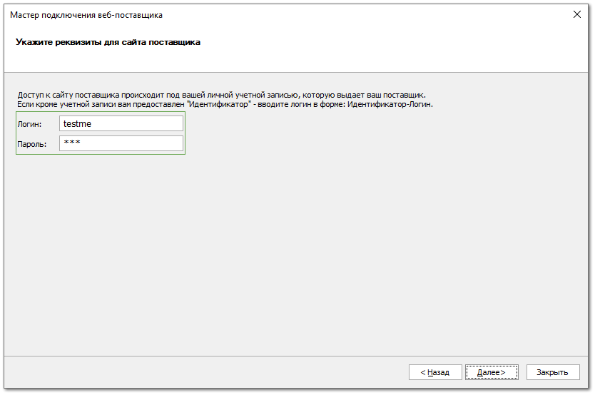 Мастер подключения веб-поставщика
Укажите реквизиты для сайта поставщика
Доступ к сайту поставщика происходит под вашей личной учетной записью, которую выдает ваш поставщик.
Если кроме учетной записи вам предоставлен "Идентификатор" - вводите логин в форме: Идентификатор-Логин.
Логин: testme
Пароль: ***
< Назад Далее > Закрыть